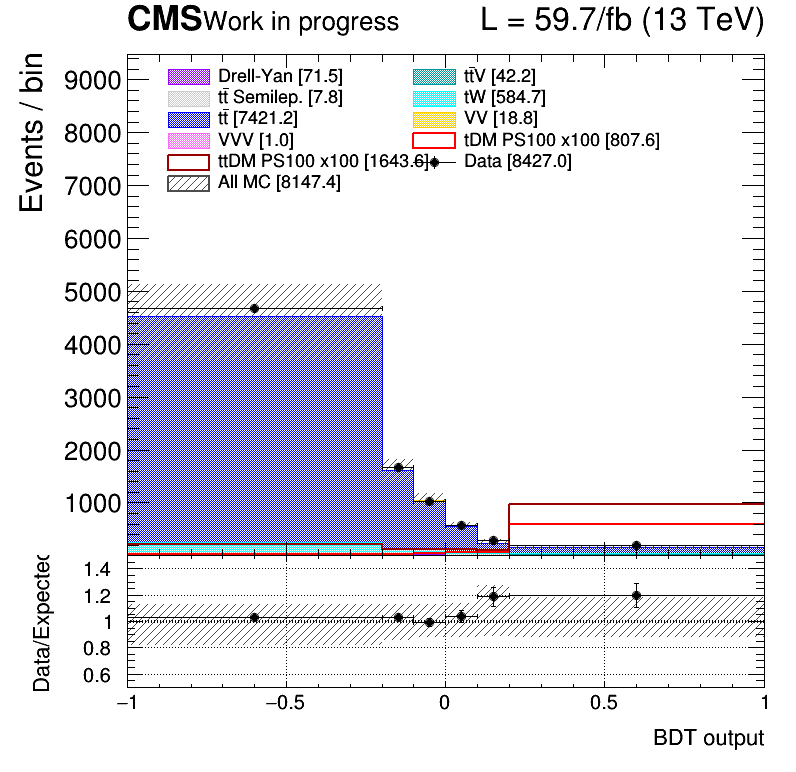 CMS Work in progress L = 59.7/fb (13 TeV)
Events / bin
9000
8000
7000
6000
5000
4000
3000
2000
1000
Drell-Yan [71.5] tt̄V [42.2]
tt̄ Semilep. [7.8] tW [584.7]
tt̄ [7421.2] VV [18.8]
VVV [1.0] tDM PS100 x100 [807.6]
ttDM PS100 x100 [1643.6] Data [8427.0]
All MC [8147.4]
Data/Expected
1.4
1.2
1
0.8
0.6
−1 −0.5 0 0.5 1
BDT output